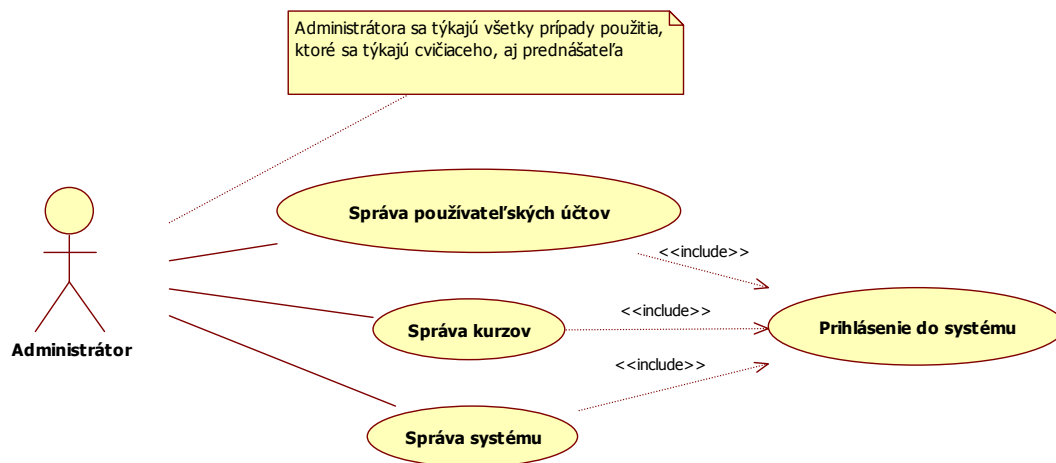 Administrátora sa týkajú všetky prípady použitia,
ktoré sa týkajú cvičiaceho, aj prednášateľa
Správa používateľských účtov
<<include>>
<<include>>
Správa kurzov
Prihlásenie do systému
Administrátor
<<include>>
Správa systému